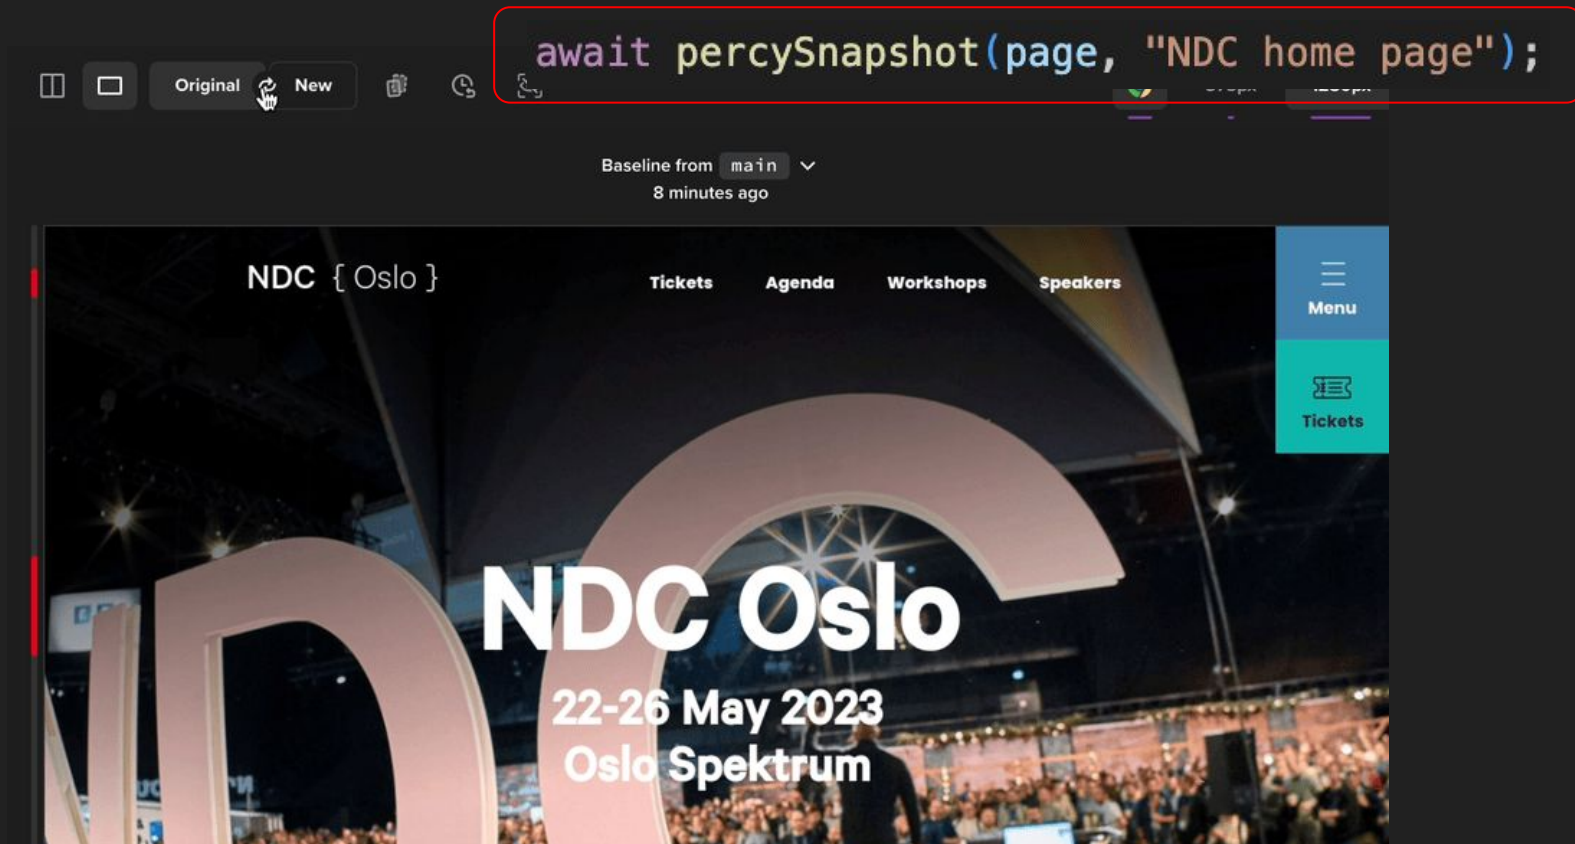 await percySnapshot(page, "NDC home page");
Original New
Baseline from main
8 minutes ago
NDC { Oslo }
Tickets Agenda Workshops Speakers
Menu
Tickets
NDC Oslo
22-26 May 2023
Oslo Spektrum